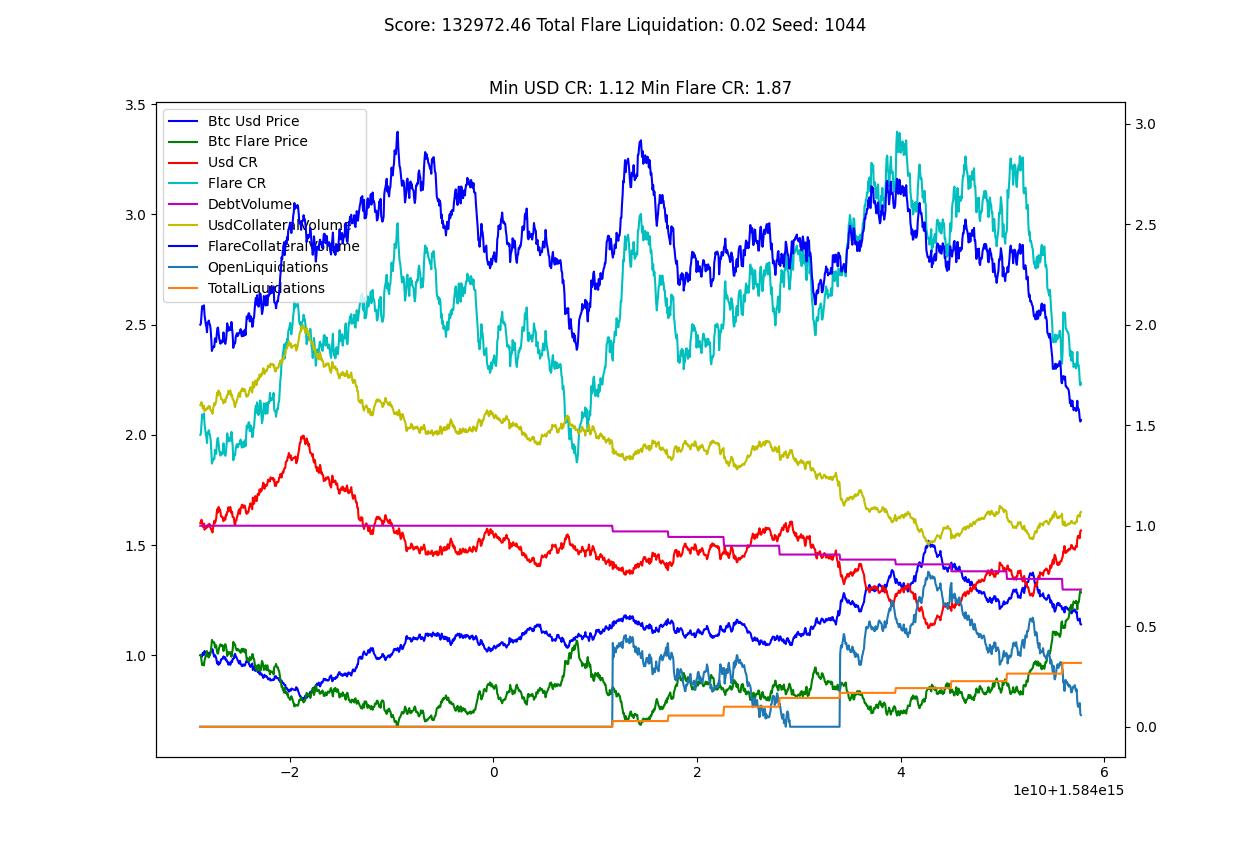 Score: 132972.46 Total Flare Liquidation: 0.02 Seed: 1044
Min USD CR: 1.12 Min Flare CR: 1.87
3.5
3.0
2.5
2.0
1.5
1.0
Btc Usd Price
Btc Flare Price
Usd CR
Flare CR
DebtVolume
UsdCollateralVolume
FlareCollateralVolume
OpenLiquidations
TotalLiquidations
3.0
2.5
2.0
1.5
1.0
0.5
0.0
−2 0 2 4 6
1e10+1.584e15